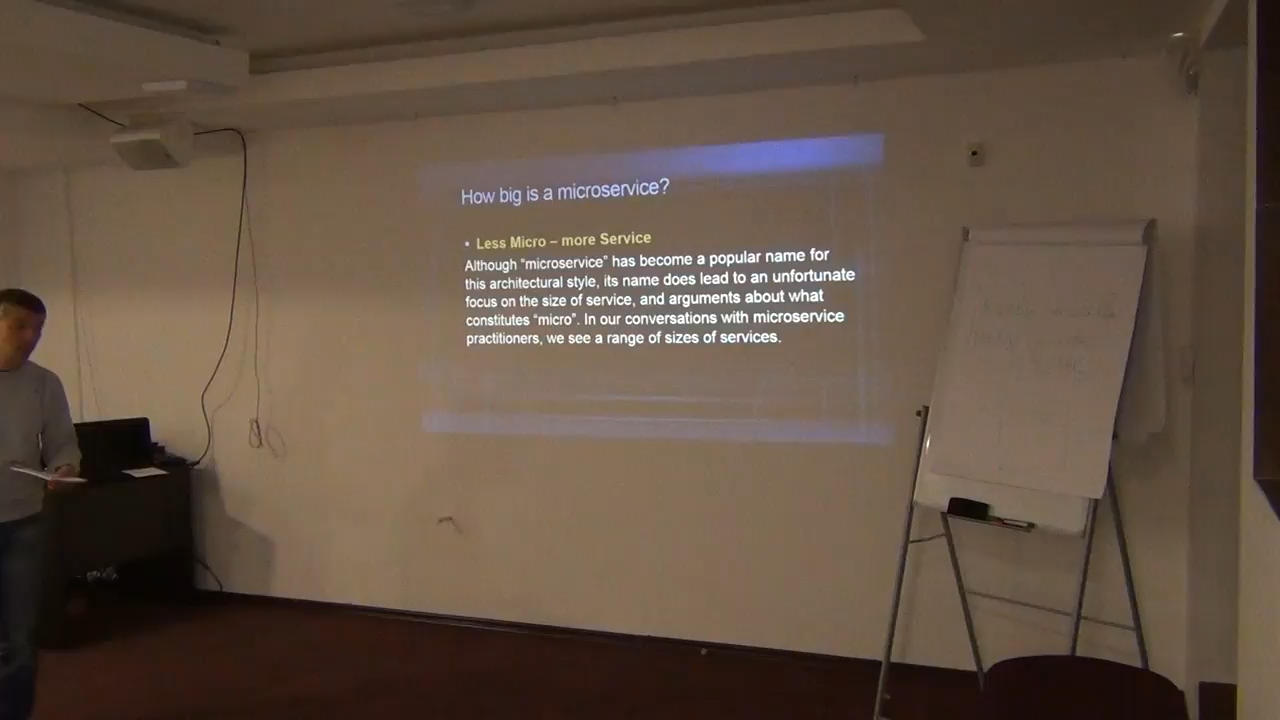 How big is a microservice?
• Less Micro – more Service
Although “microservice” has become a popular name for
this architectural style, its name does lead to an unfortunate
focus on the size of service, and arguments about what
constitutes “micro”. In our conversations with microservice
practitioners, we see a range of sizes of services.